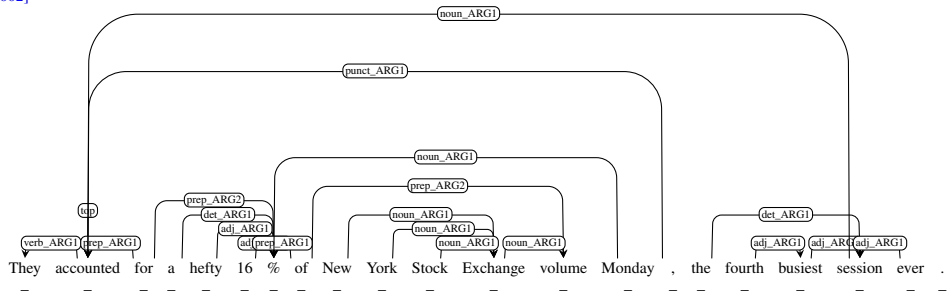 noun_ARG1
punct_ARG1
noun_ARG1
prep_ARG2
prep_ARG2
top
det_ARG1 noun_ARG1 det_ARG1
adj_ARG1 noun_ARG1
verb_ARG1 prep_ARG1 prep_ARG1 noun_ARG1 noun_ARG1 adj_ARG1 adj_ARG1
They accounted for a hefty 16 % of New York Stock Exchange volume Monday , the fourth busiest session ever .